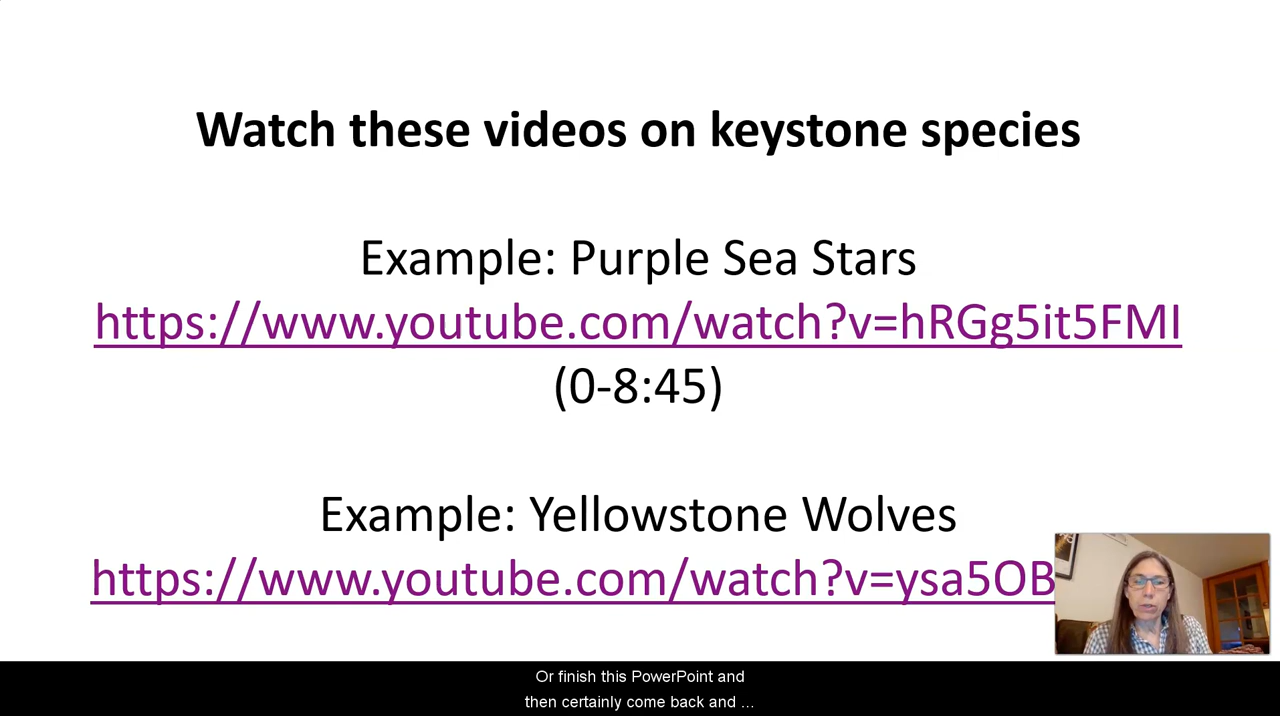 Watch these videos on keystone species
Example: Purple Sea Stars
https://www.youtube.com/watch?v=hRGg5it5FMI
(0-8:45)
Example: Yellowstone Wolves
https://www.youtube.com/watch?v=ysa5OB
Or finish this PowerPoint and
then certainly come back and ...